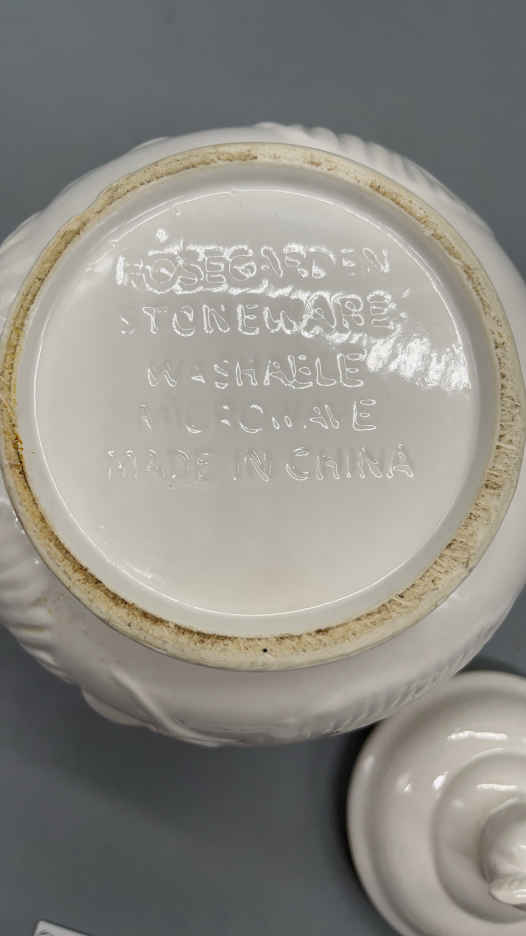 ROSEGARDEN
STONEWARE
WASHABLE
MICROWAVE
MADE IN CHINA